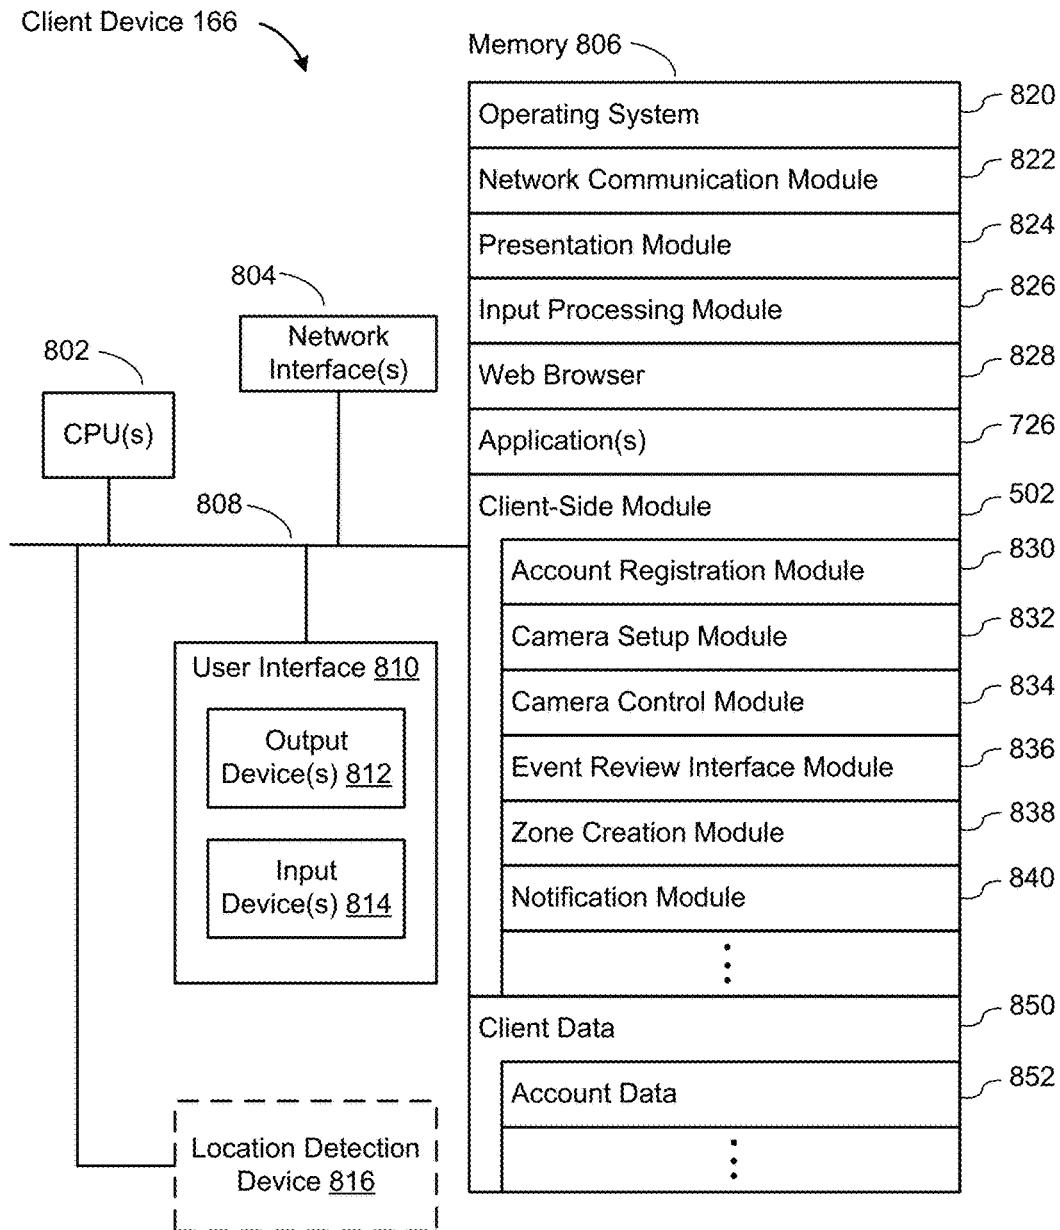 Client Device 166
Memory 806
Operating System 820
Network Communication Module 822
Presentation Module 824
Input Processing Module 826
Web Browser 828
Application(s) 726
Client-Side Module 502
Account Registration Module 830
Camera Setup Module 832
Camera Control Module 834
Event Review Interface Module 836
Zone Creation Module 838
Notification Module 840
Client Data 850
Account Data 852
804
Network
Interface(s)
802
CPU(s)
808
User Interface 810
Output
Device(s) 812
Input
Device(s) 814
Location Detection
Device 816